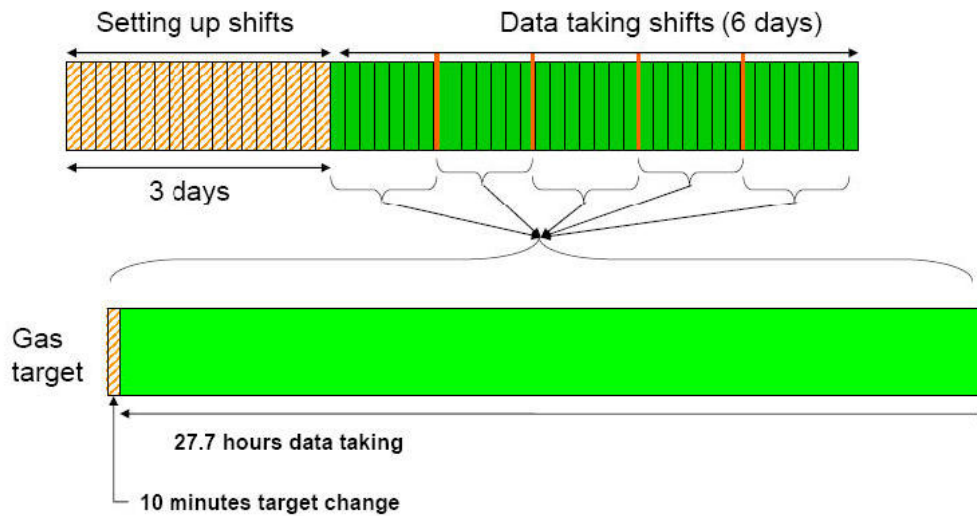 Setting up shifts
Data taking shifts (6 days)
3 days
Gas
target
27.7 hours data taking
10 minutes target change